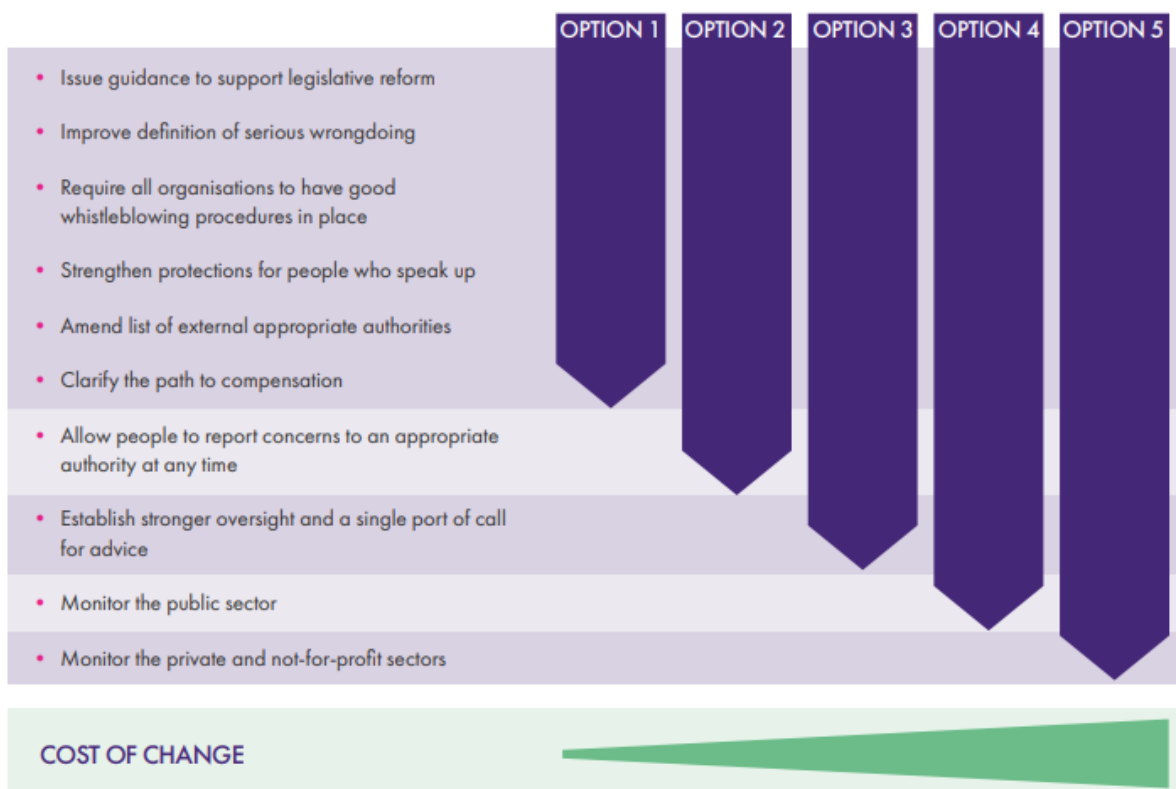 OPTION 1 OPTION 2 OPTION 3 OPTION 4 OPTION 5
• Issue guidance to support legislative reform
• Improve definition of serious wrongdoing
• Require all organisations to have good
whistleblowing procedures in place
• Strengthen protections for people who speak up
• Amend list of external appropriate authorities
• Clarify the path to compensation
• Allow people to report concerns to an appropriate
authority at any time
• Establish stronger oversight and a single port of call
for advice
• Monitor the public sector
• Monitor the private and not-for-profit sectors
COST OF CHANGE